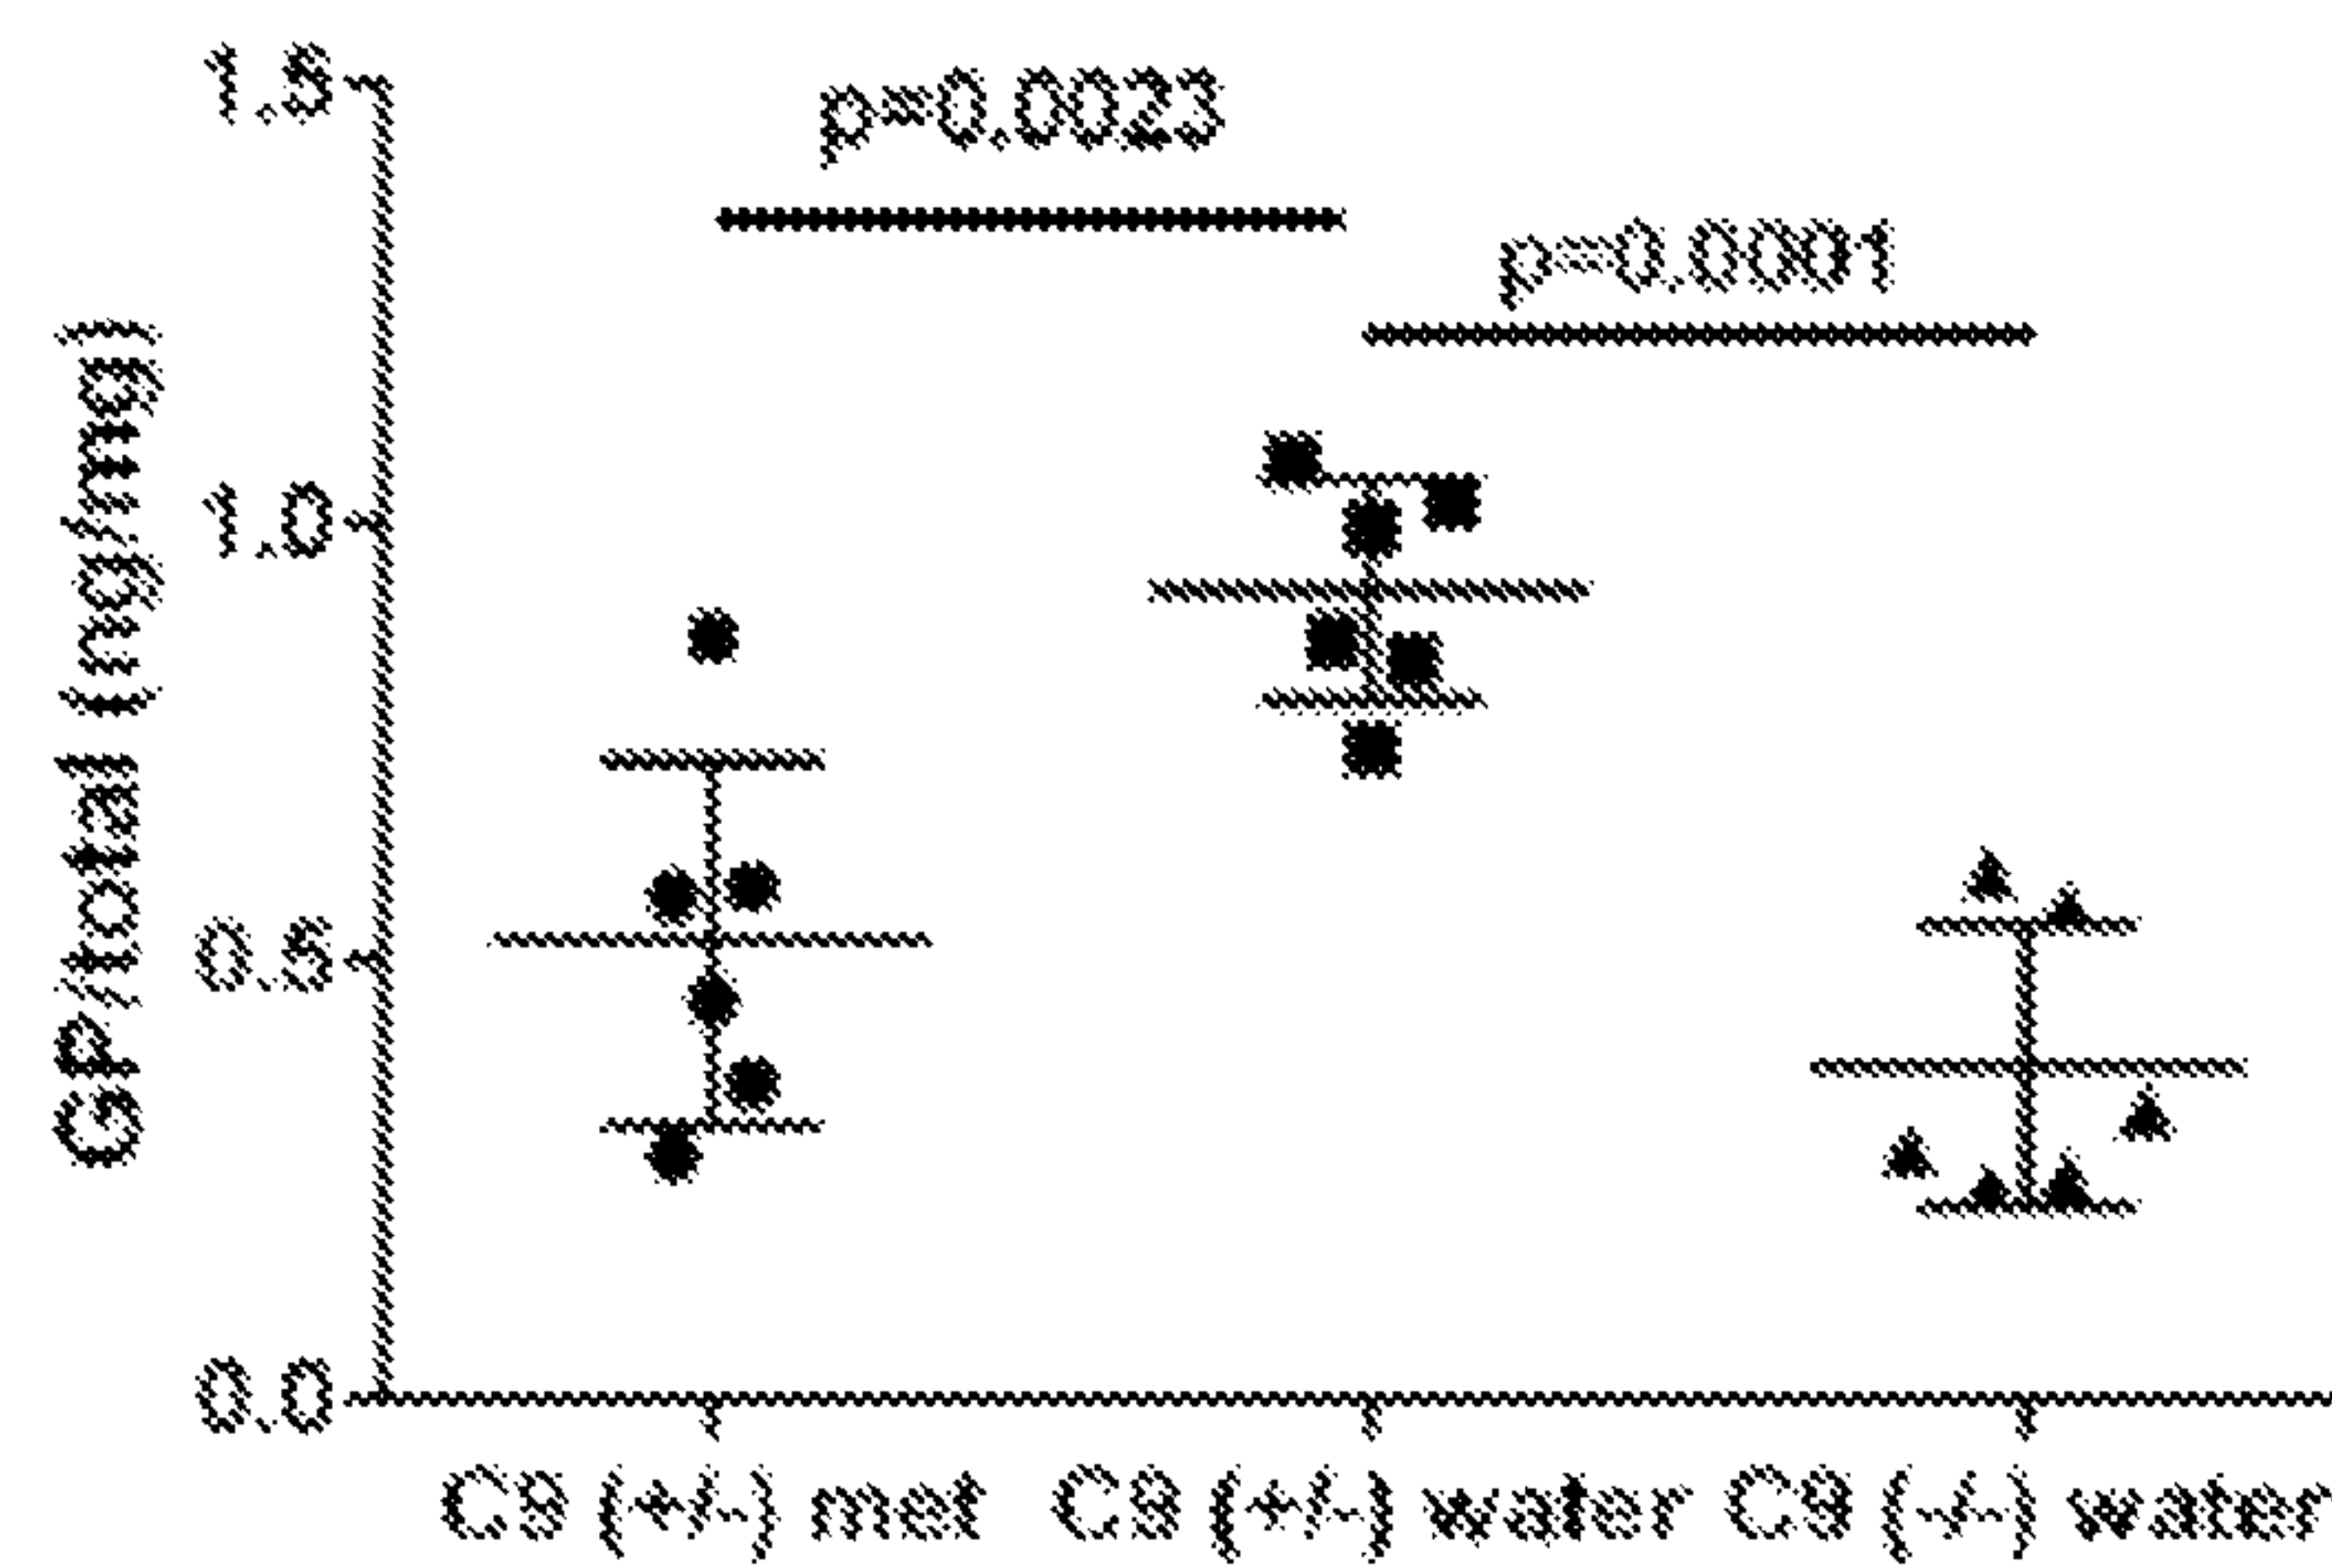 1.5
p=0.0023
p=0.0001
1.0
GP/total (ng/mg)
0.5
0.0
C9 (+/-) met C9 (+/-) water C9 (-/-) water